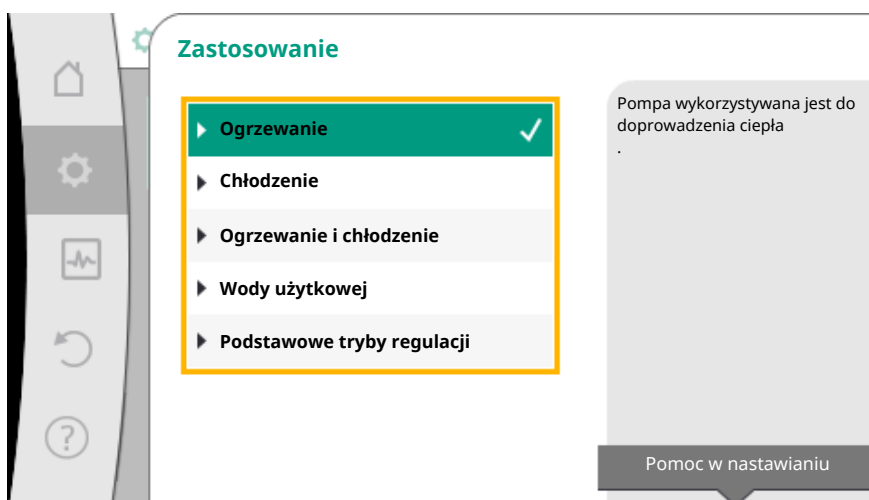 Zastosowanie
Ogrzewanie
Chłodzenie
Ogrzewanie i chłodzenie
Wody użytkowej
Podstawowe tryby regulacji
Pompa wykorzystywana jest do
doprowadzenia ciepła
.
Pomoc w nastawianiu
?